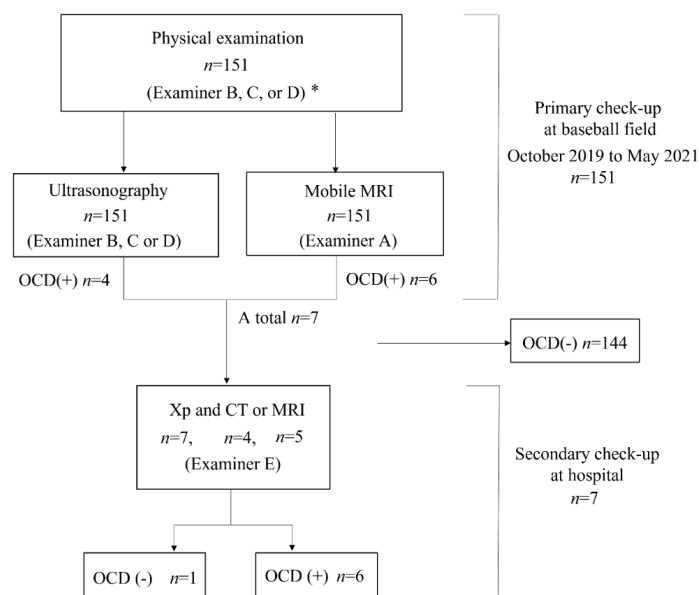 Physical examination
n=151
(Examiner B, C, or D) *
Primary check-up
at baseball field
October 2019 to May 2021
n=151
Ultrasonography
n=151
(Examiner B, C or D)
Mobile MRI
n=151
(Examiner A)
OCD(+) n=4
OCD(+) n=6
A total n=7
OCD(-) n=144
Xp and CT or MRI
n=7, n=4, n=5
(Examiner E)
Secondary check-up
at hospital
n=7
OCD (-) n=1
OCD (+) n=6